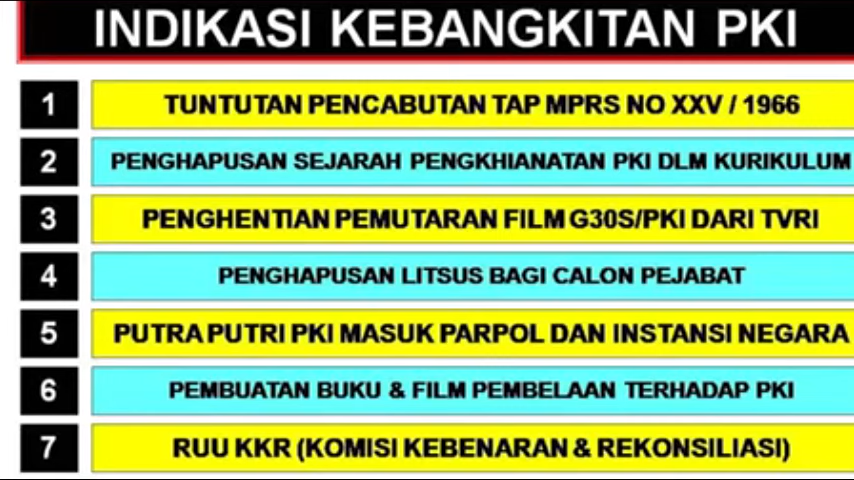 INDIKASI KEBANGKITAN PKI
1 TUNTUTAN PENCABUTAN TAP MPRS NO XXV / 1966
2 PENGHAPUSAN SEJARAH PENGKHIANATAN PKI DLM KURIKULUM
3 PENGHENTIAN PEMUTARAN FILM G30S/PKI DARI TVRI
4 PENGHAPUSAN LITSUS BAGI CALON PEJABAT
5 PUTRA PUTRI PKI MASUK PARPOL DAN INSTANSI NEGARA
6 PEMBUATAN BUKU & FILM PEMBELAAN TERHADAP PKI
7 RUU KKR (KOMISI KEBENARAN & REKONSILIASI)